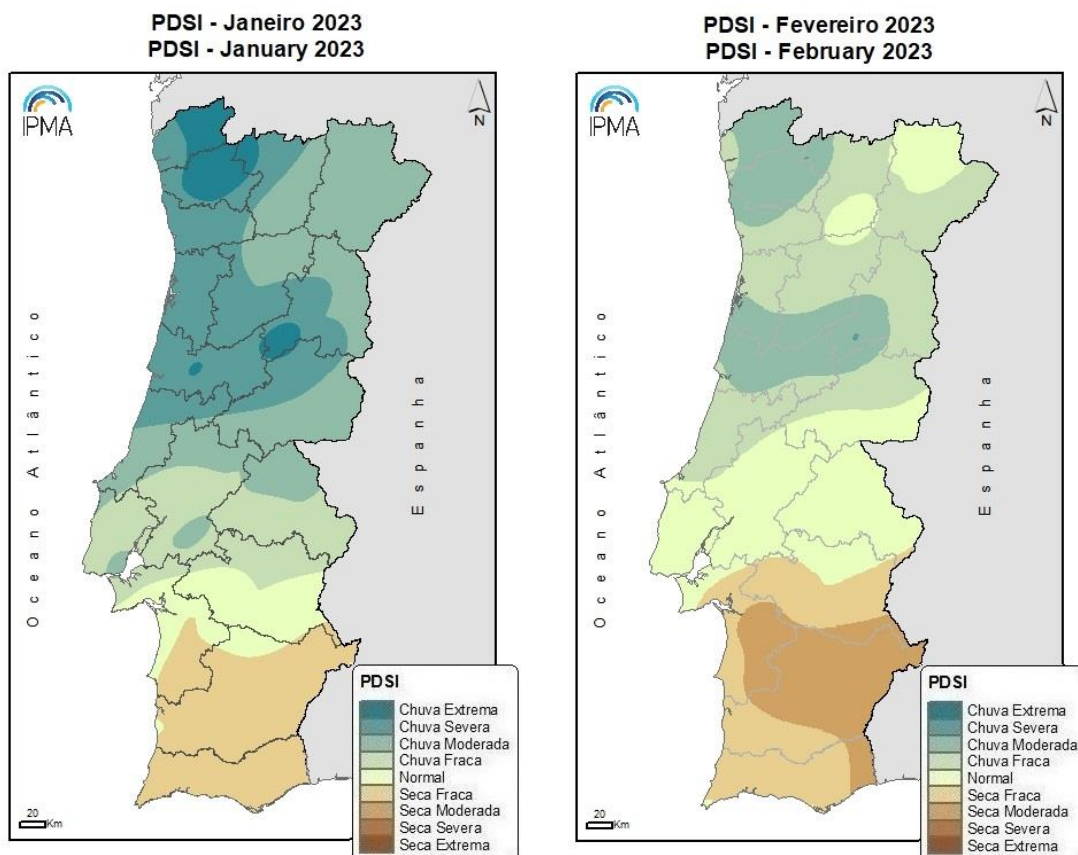 PDSI - Janeiro 2023
PDSI - January 2023
IPMA
N
Oceano Atlântico
Espanha
PDSI
Chuva Extrema
Chuva Severa
Chuva Moderada
Chuva Fraca
Normal
Seca Fraca
Seca Moderada
Seca Severa
Seca Extrema
20
Km
PDSI - Fevereiro 2023
PDSI - February 2023
IPMA
N
Oceano Atlântico
Espanha
PDSI
Chuva Extrema
Chuva Severa
Chuva Moderada
Chuva Fraca
Normal
Seca Fraca
Seca Moderada
Seca Severa
Seca Extrema
20
Km